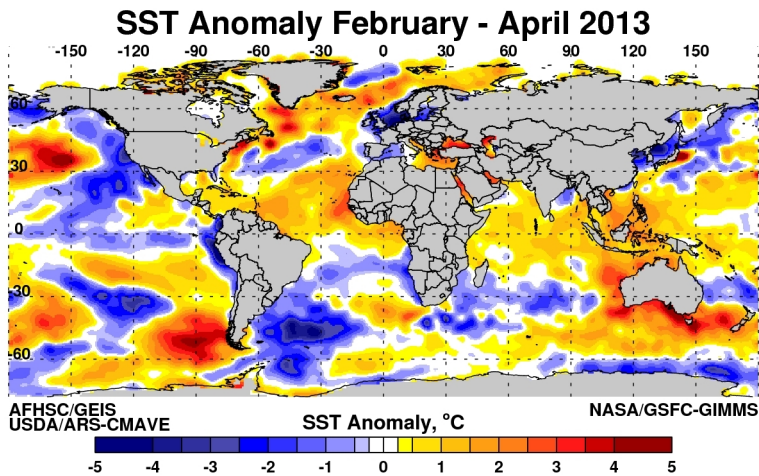 SST Anomaly February - April 2013
-150 -120 -90 -60 -30 0 30 60 90 120 150
60
30
0
-30
-60
AFHSC/GEIS
USDA/ARS-CMAVE
NASA/GSFC-GIMMS
SST Anomaly, °C
-5 -4 -3 -2 -1 0 1 2 3 4 5